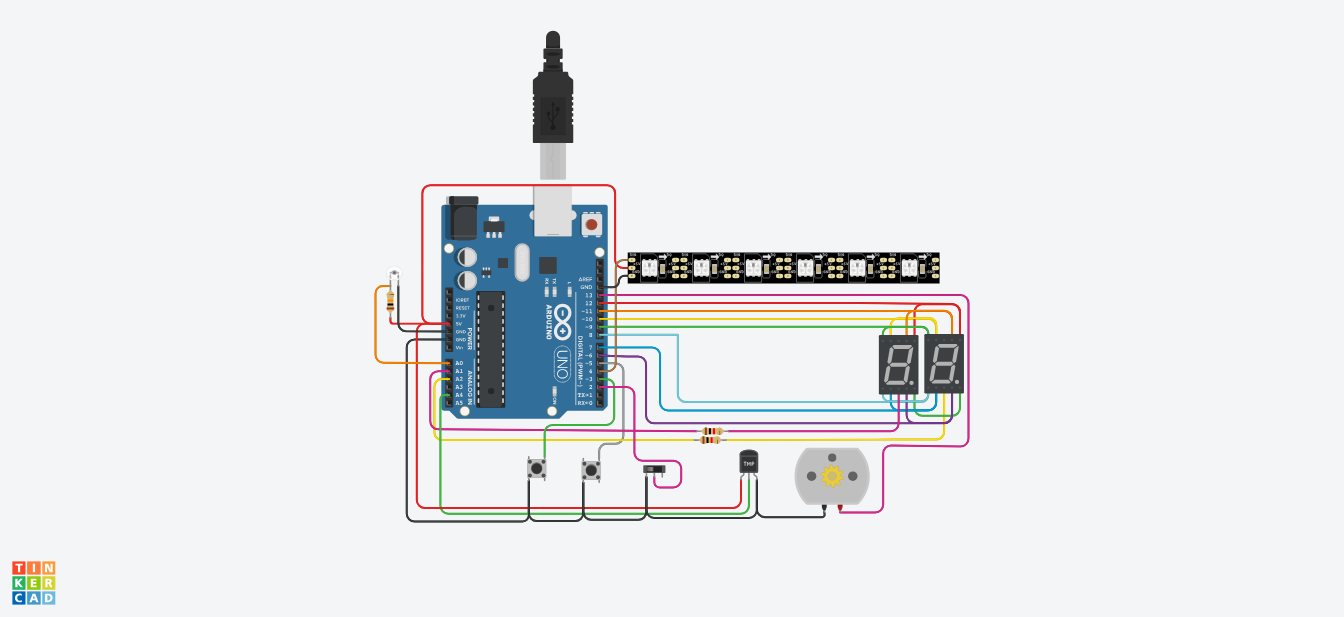 AREF
GND
IOREF
RESET
3.3V
5V
GND
GND
Vin
POWER
A0
A1
A2
A3
A4
A5
ANALOG IN
RX
TX
L
ARDUINO
UNO
ON
DIGITAL (PWM~)
13
12
~11
~10
~9
8
7
~6
~5
4
~3
2
TX→1
RX←0
TMP
TIN
KER
CAD